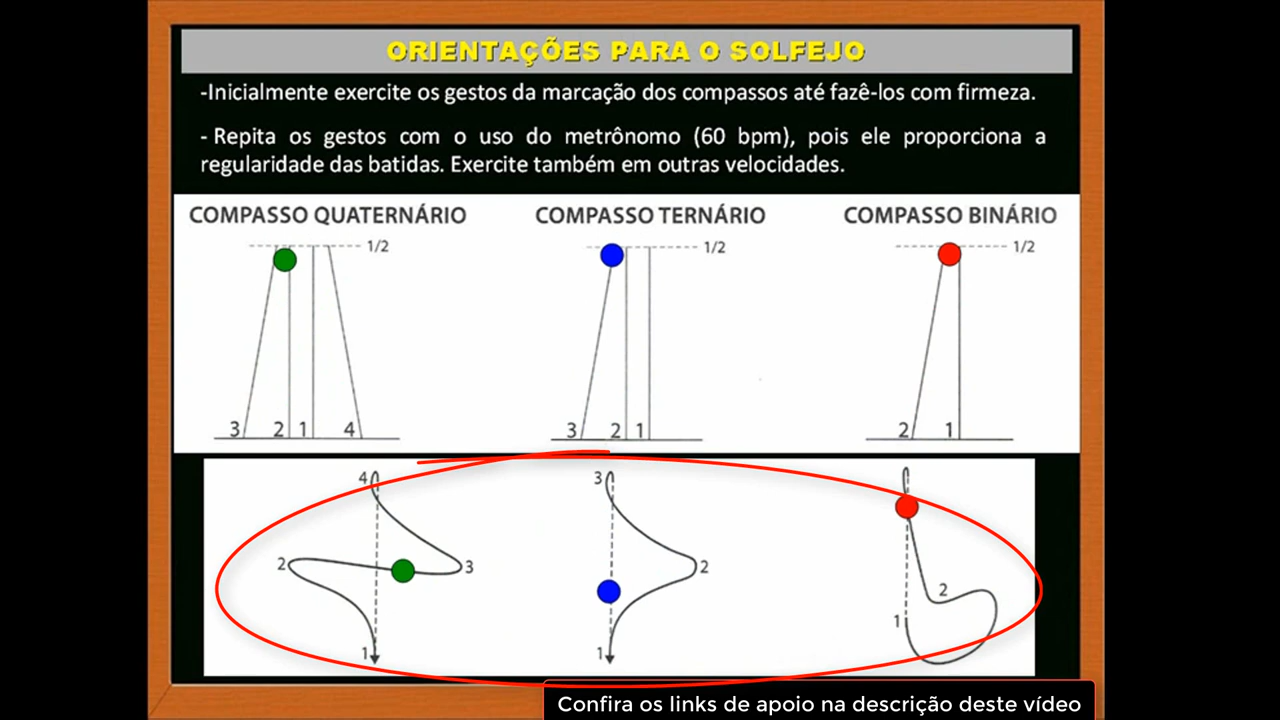 ORIENTAÇÕES PARA O SOLFEJO
-Inicialmente exercite os gestos da marcação dos compassos até fazê-los com firmeza.
- Repita os gestos com o uso do metrônomo (60 bpm), pois ele proporciona a
regularidade das batidas. Exercite também em outras velocidades.
COMPASSO QUATERNÁRIO
1/2
3 2 1 4
COMPASSO TERNÁRIO
1/2
3 2 1
COMPASSO BINÁRIO
1/2
2 1
4
2
3
1
3
2
1
2
1
Confira os links de apoio na descrição deste vídeo